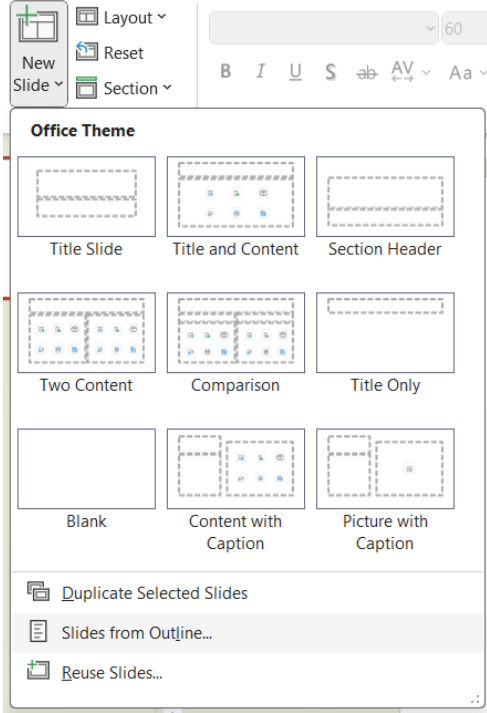 New
Slide
Layout
Reset
Section
60
B I U S ab AV Aa
Office Theme
Title Slide
Title and Content
Section Header
Two Content
Comparison
Title Only
Blank
Content with
Caption
Picture with
Caption
Duplicate Selected Slides
Slides from Outline...
Reuse Slides...